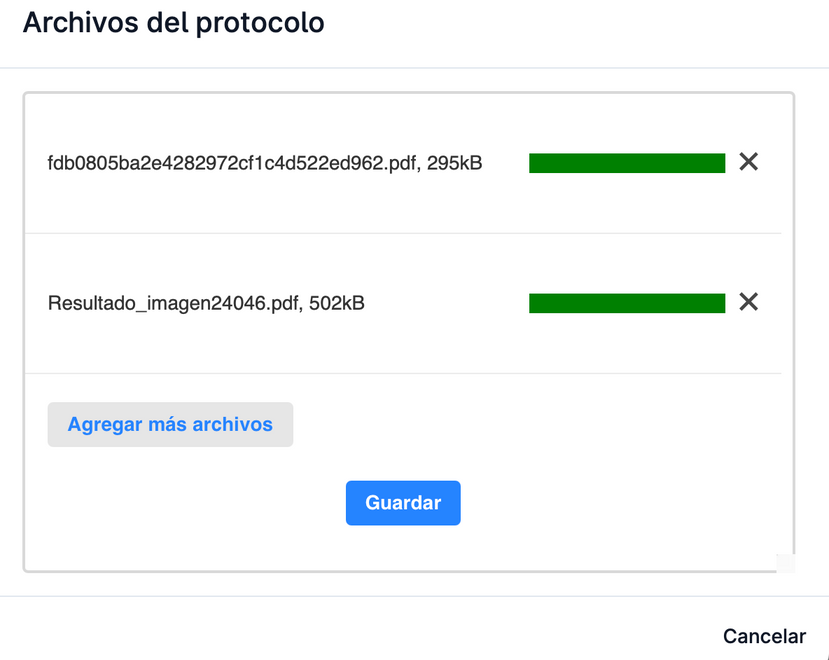 Archivos del protocolo
fdb0805ba2e4282972cf1c4d522ed962.pdf, 295kB
Resultado_imagen24046.pdf, 502kB
Agregar más archivos
Guardar
Cancelar